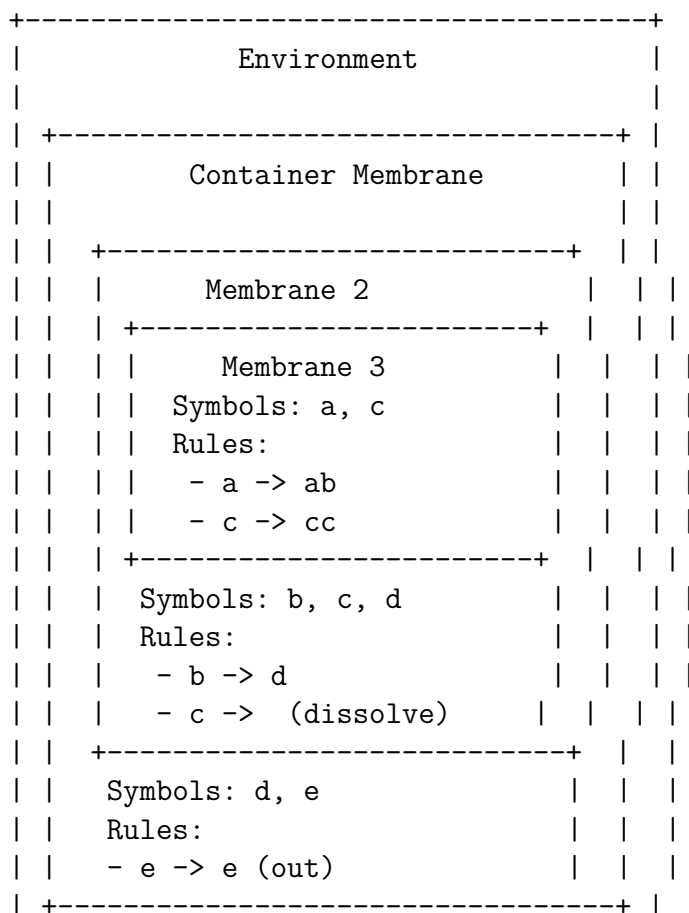 Environment
Container Membrane
Membrane 2
Membrane 3
Symbols: a, c
Rules:
- a -> ab
- c -> cc
Symbols: b, c, d
Rules:
- b -> d
- c -> (dissolve)
Symbols: d, e
Rules:
- e -> e (out)